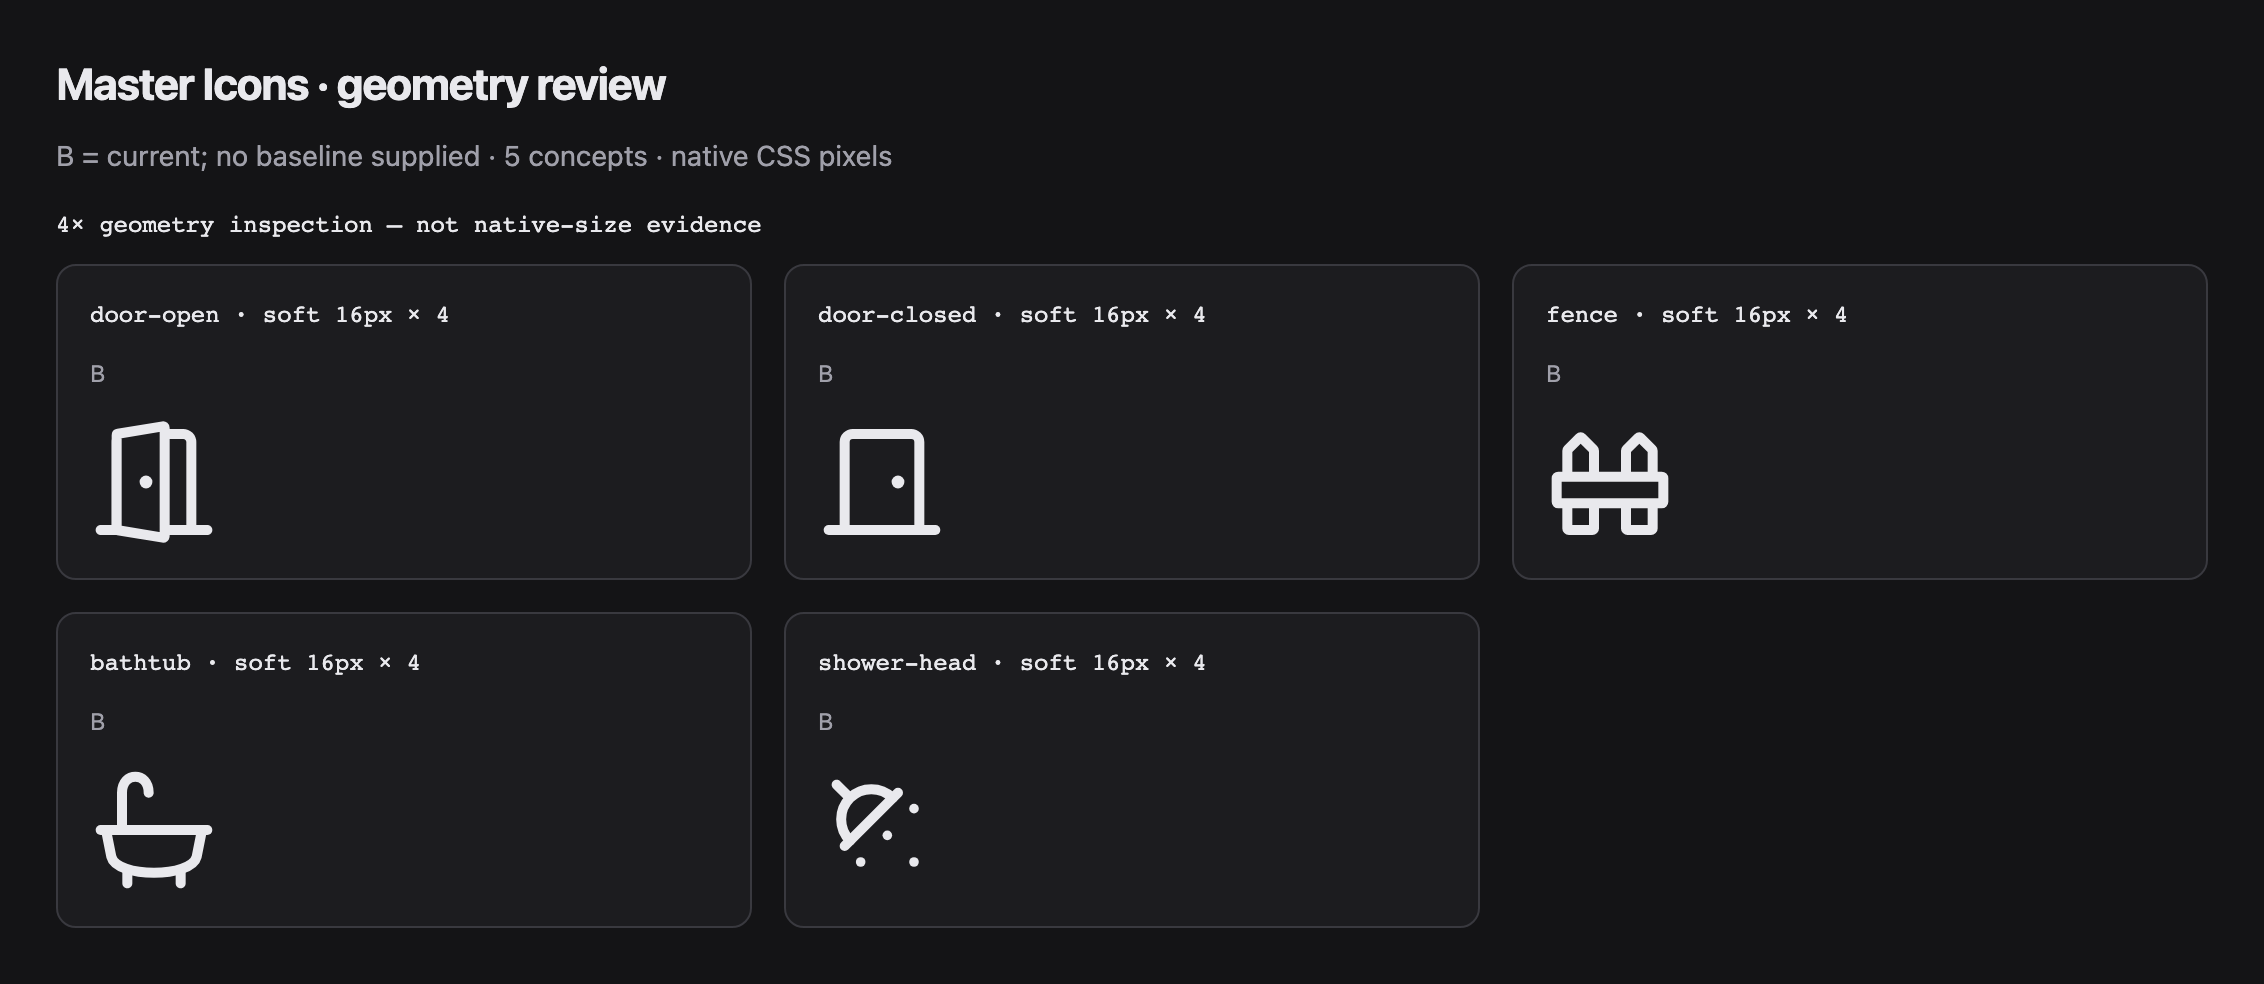 Master Icons · geometry review
B = current; no baseline supplied · 5 concepts · native CSS pixels
4× geometry inspection — not native-size evidence
door-open · soft 16px × 4
B
door-closed · soft 16px × 4
B
fence · soft 16px × 4
B
bathtub · soft 16px × 4
B
shower-head · soft 16px × 4
B